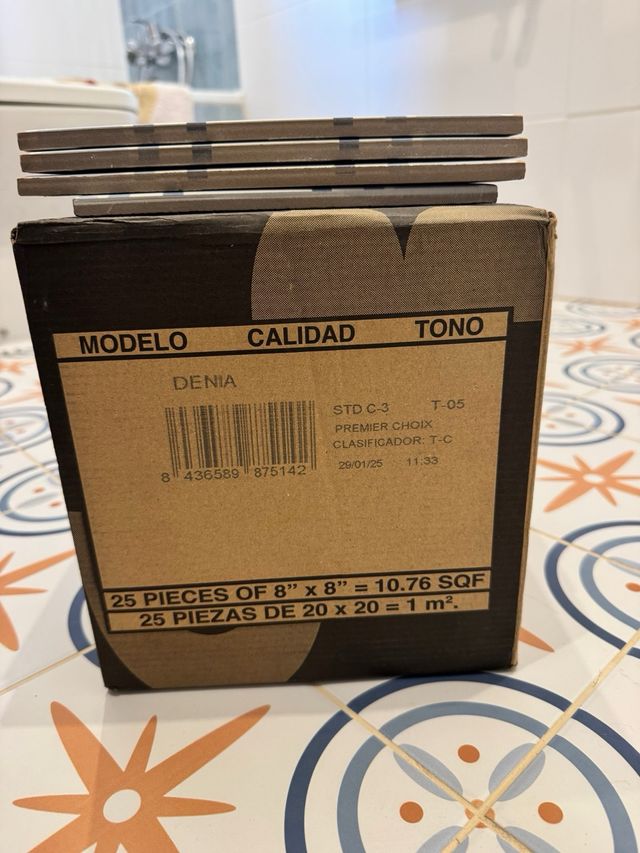 MODELO CALIDAD TONO
DENIA
STD C-3 T-05
PREMIER CHOIX
CLASIFICADOR: T-C
29/01/25 11:33
8 436589 875142
25 PIECES OF 8” x 8” = 10.76 SQF
25 PIEZAS DE 20 x 20 = 1 m².